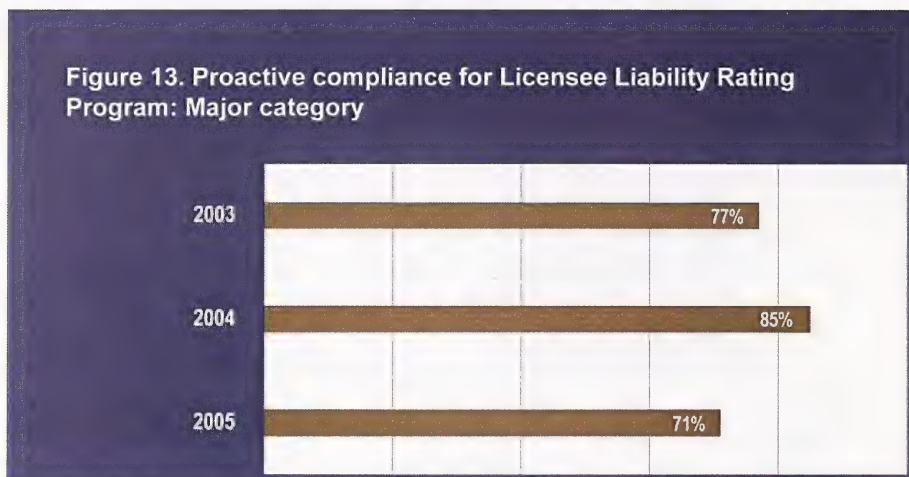 Figure 13. Proactive compliance for Licensee Liability Rating
Program: Major category
2003 77%
2004 85%
2005 71%